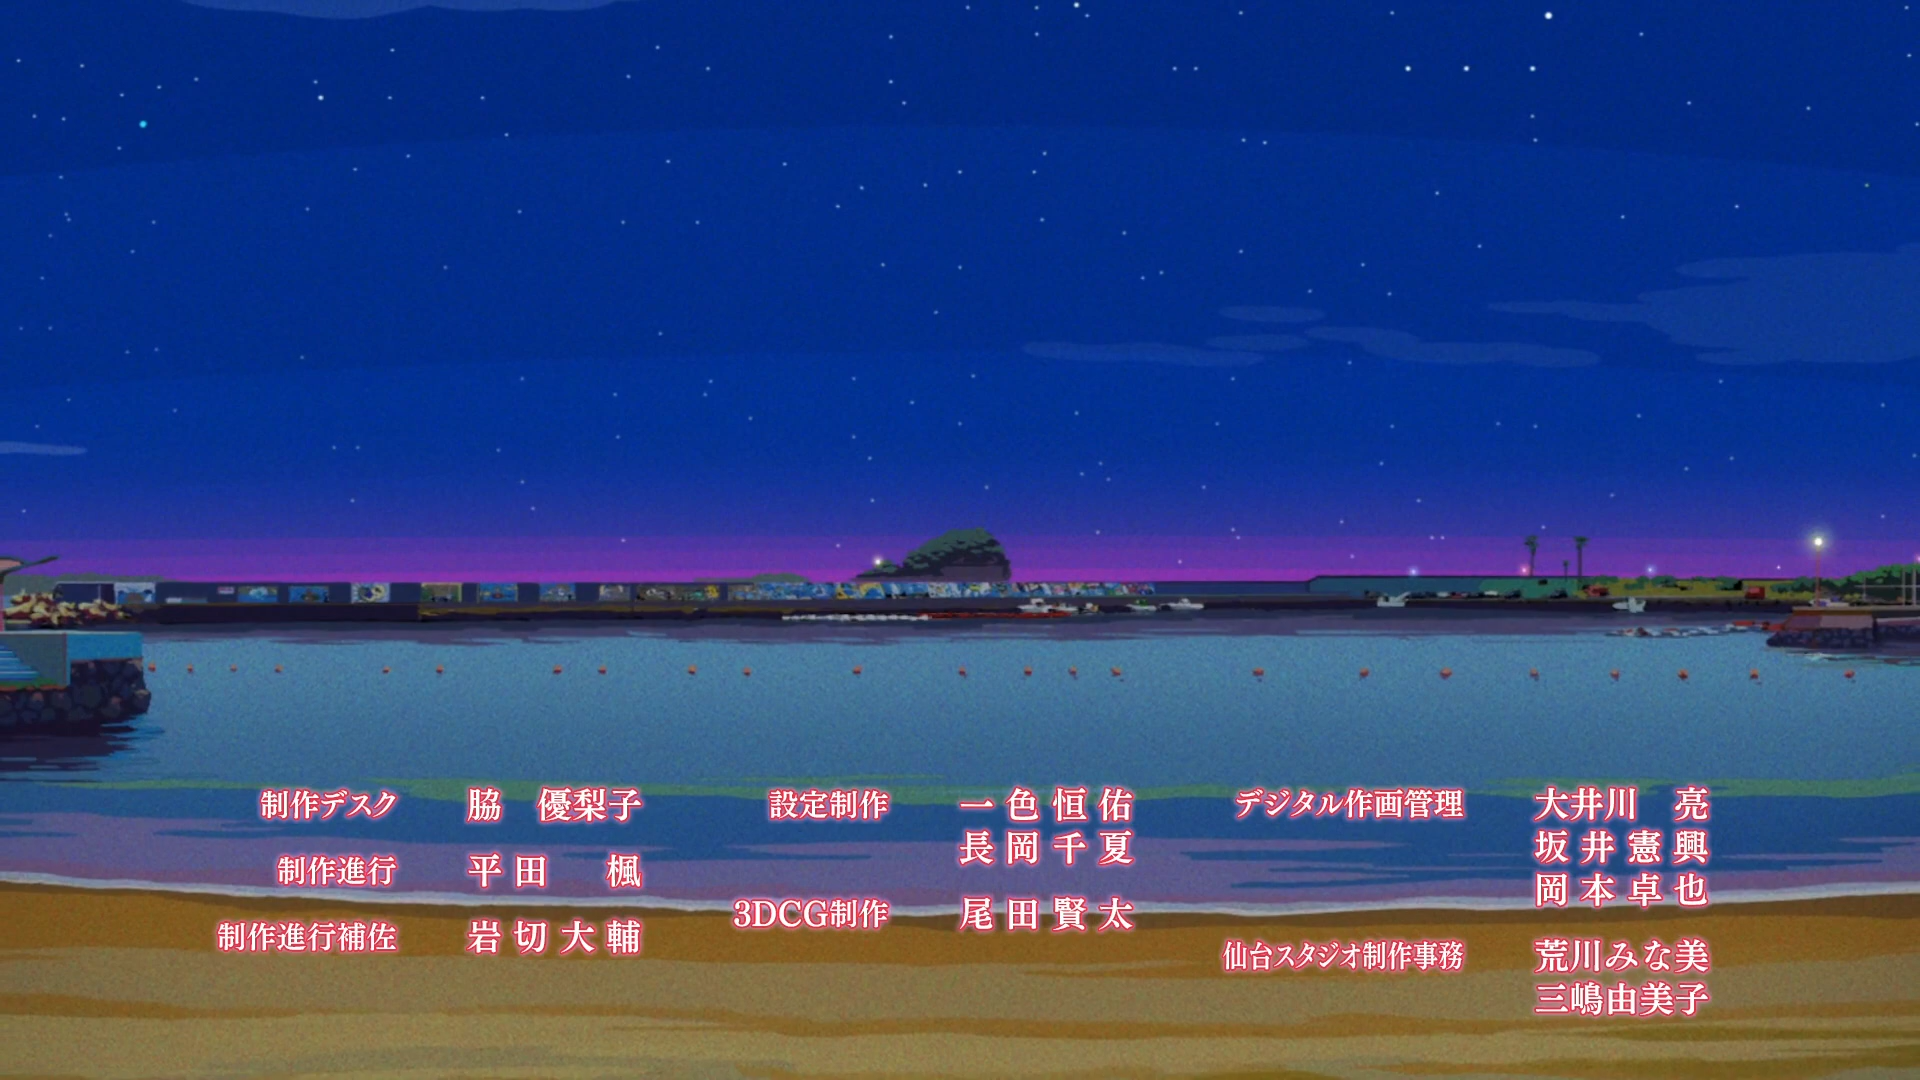 制作デスク 脇 優梨子
制作進行 平田 楓
制作進行補佐 岩切大輔
設定制作 一色恒佑
長岡千夏
3DCG制作 尾田賢太
デジタル作画管理 大井川 亮
坂井憲興
岡本卓也
仙台スタジオ制作事務 荒川みな美
三嶋由美子